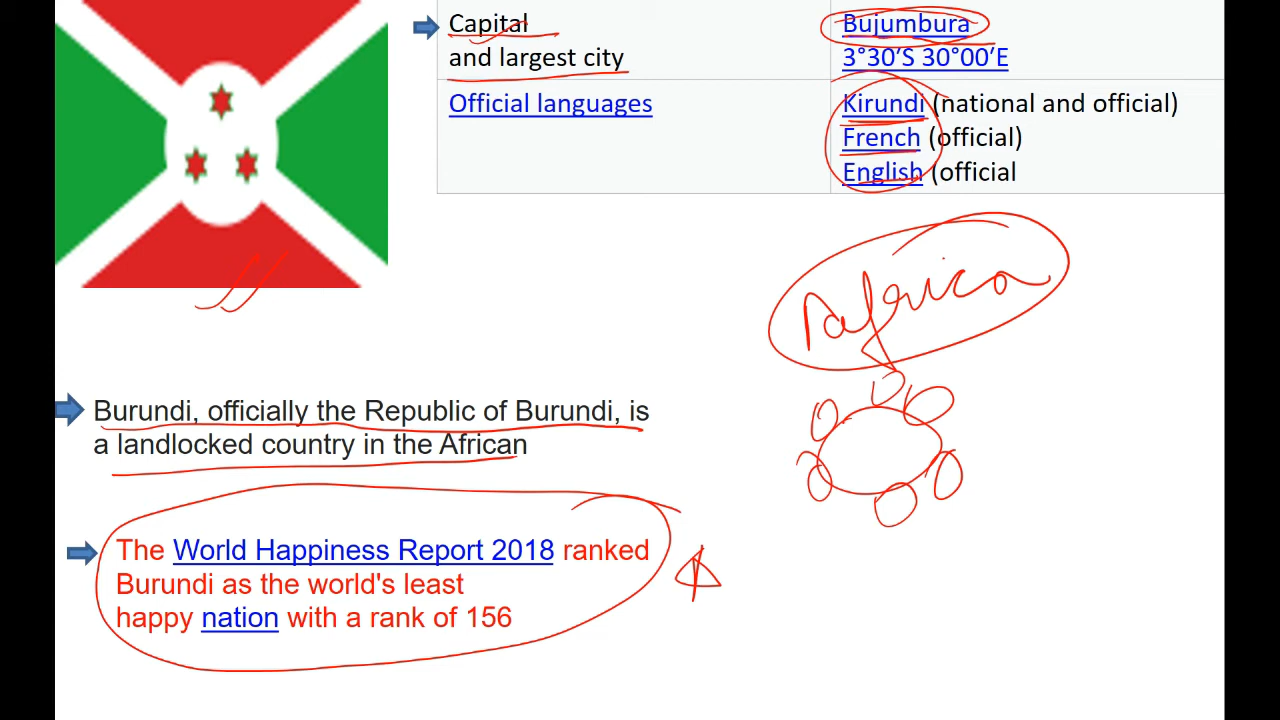 Capital
and largest city
Bujumbura
3°30′S 30°00′E
Official languages
Kirundi (national and official)
French (official)
English (official
Africa
Burundi, officially the Republic of Burundi, is
a landlocked country in the African
The World Happiness Report 2018 ranked
Burundi as the world's least
happy nation with a rank of 156